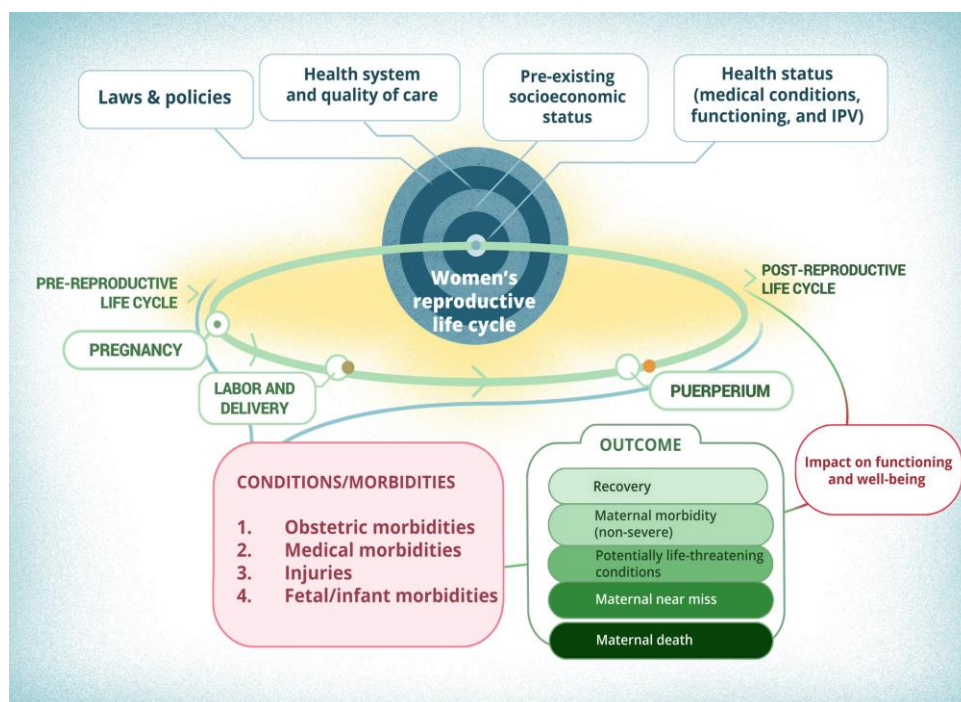 Laws & policies
Health system
and quality of care
Pre-existing
socioeconomic
status
Health status
(medical conditions,
functioning, and IPV)
Women's
reproductive
life cycle
PRE-REPRODUCTIVE
LIFE CYCLE
POST-REPRODUCTIVE
LIFE CYCLE
PREGNANCY
LABOR AND
DELIVERY
PUERPERIUM
CONDITIONS/MORBIDITIES
1. Obstetric morbidities
2. Medical morbidities
3. Injuries
4. Fetal/infant morbidities
OUTCOME
Recovery
Maternal morbidity
(non-severe)
Potentially life-threatening
conditions
Maternal near miss
Maternal death
Impact on functioning
and well-being